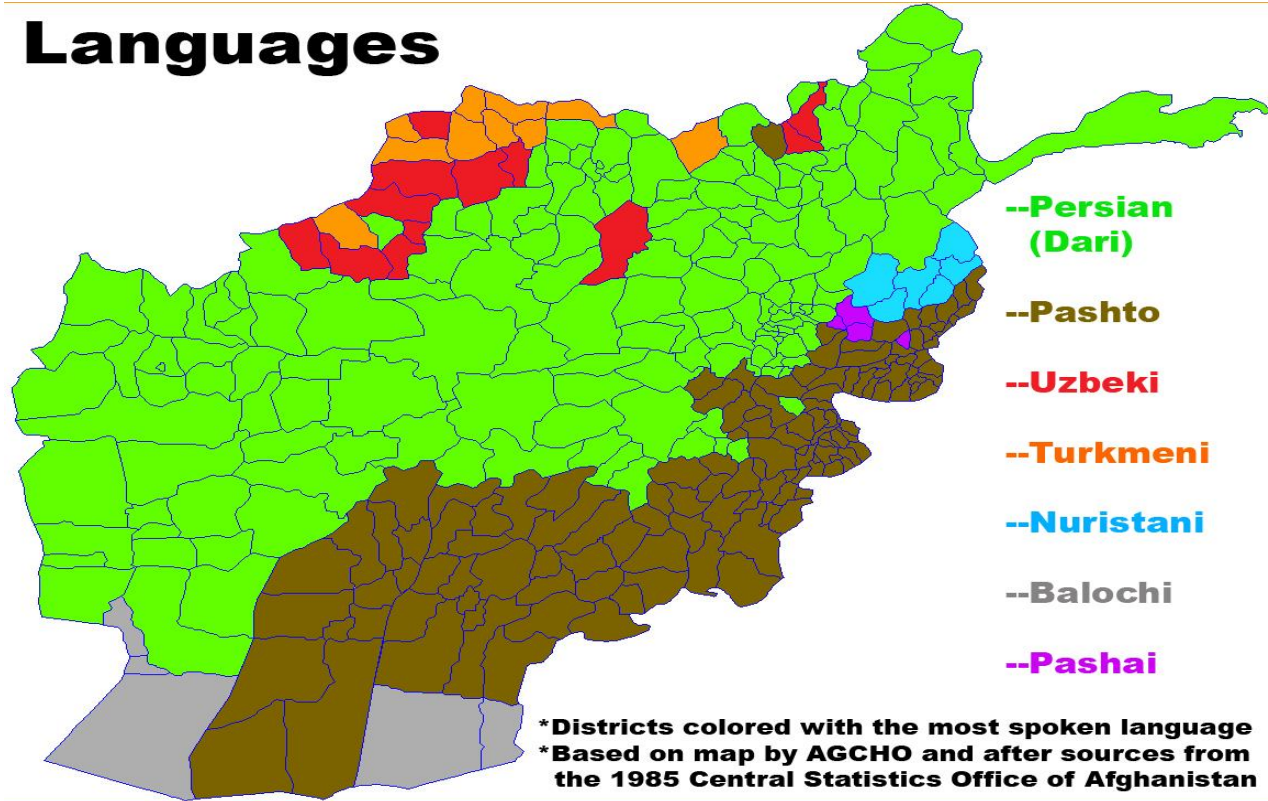 Languages
--Persian
(Dari)
--Pashto
--Uzbeki
--Turkmeni
--Nuristani
--Balochi
--Pashai
*Districts colored with the most spoken language
*Based on map by AGCHO and after sources from
the 1985 Central Statistics Office of Afghanistan